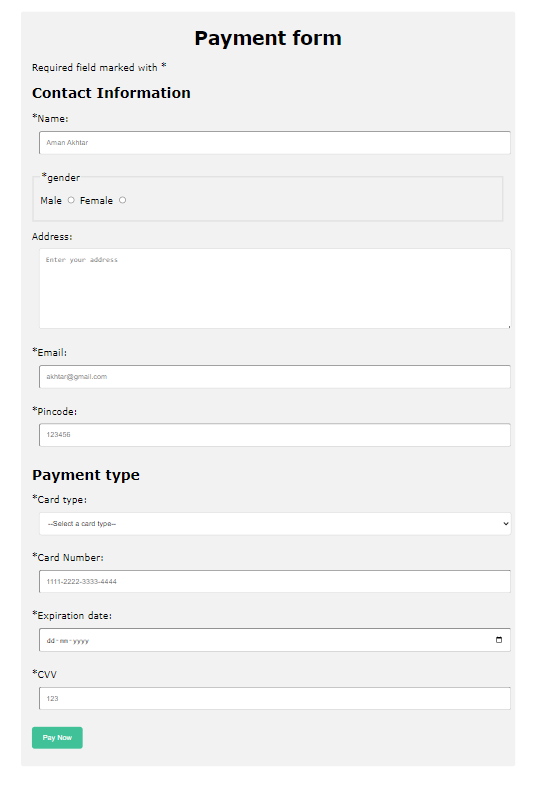 Payment form
Required field marked with *
Contact Information
*Name:
Aman Akhtar
*gender
Male Female
Address:
Enter your address
*Email:
akhtar@gmail.com
*Pincode:
123456
Payment type
*Card type:
--Select a card type--
*Card Number:
1111-2222-3333-4444
*Expiration date:
dd-mm-yyyy
*CVV
123
Pay Now